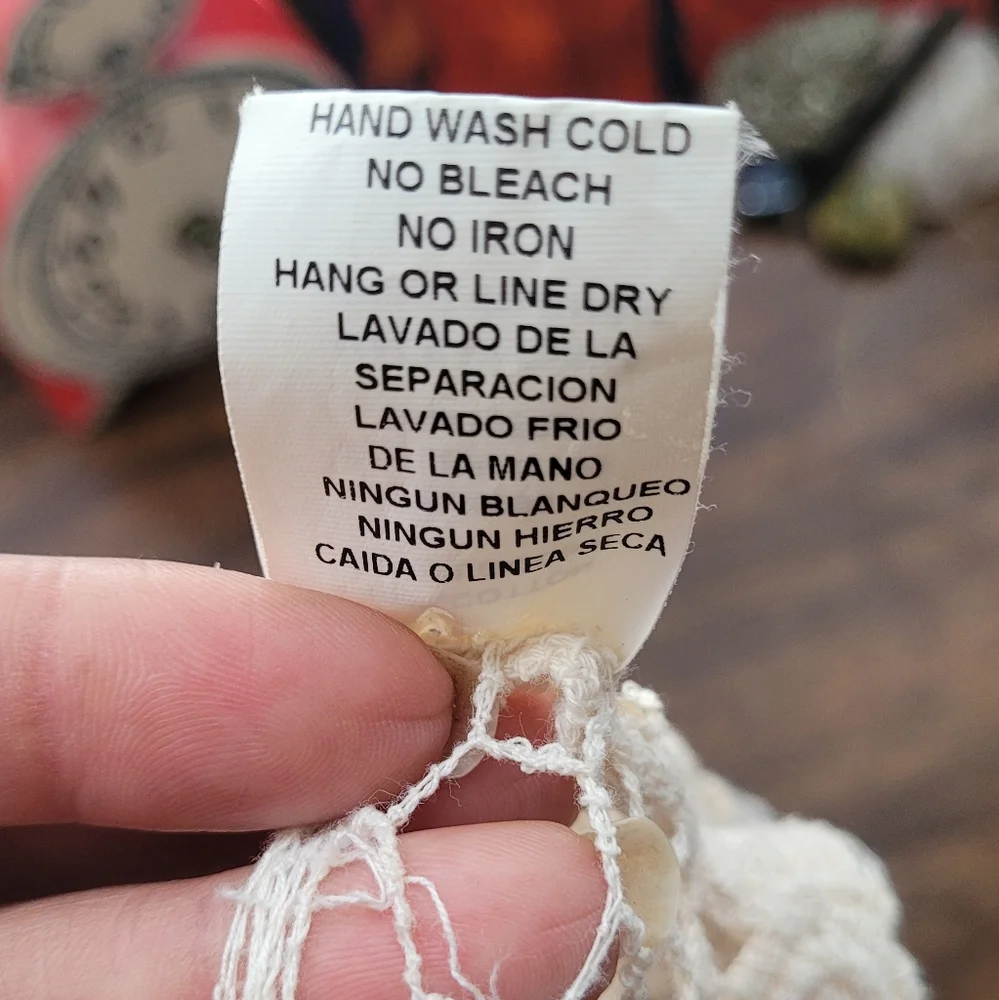 HAND WASH COLD
NO BLEACH
NO IRON
HANG OR LINE DRY
LAVADO DE LA
SEPARACION
LAVADO FRIO
DE LA MANO
NINGUN BLANQUEO
NINGUN HIERRO
CAIDA O LINEA SECA